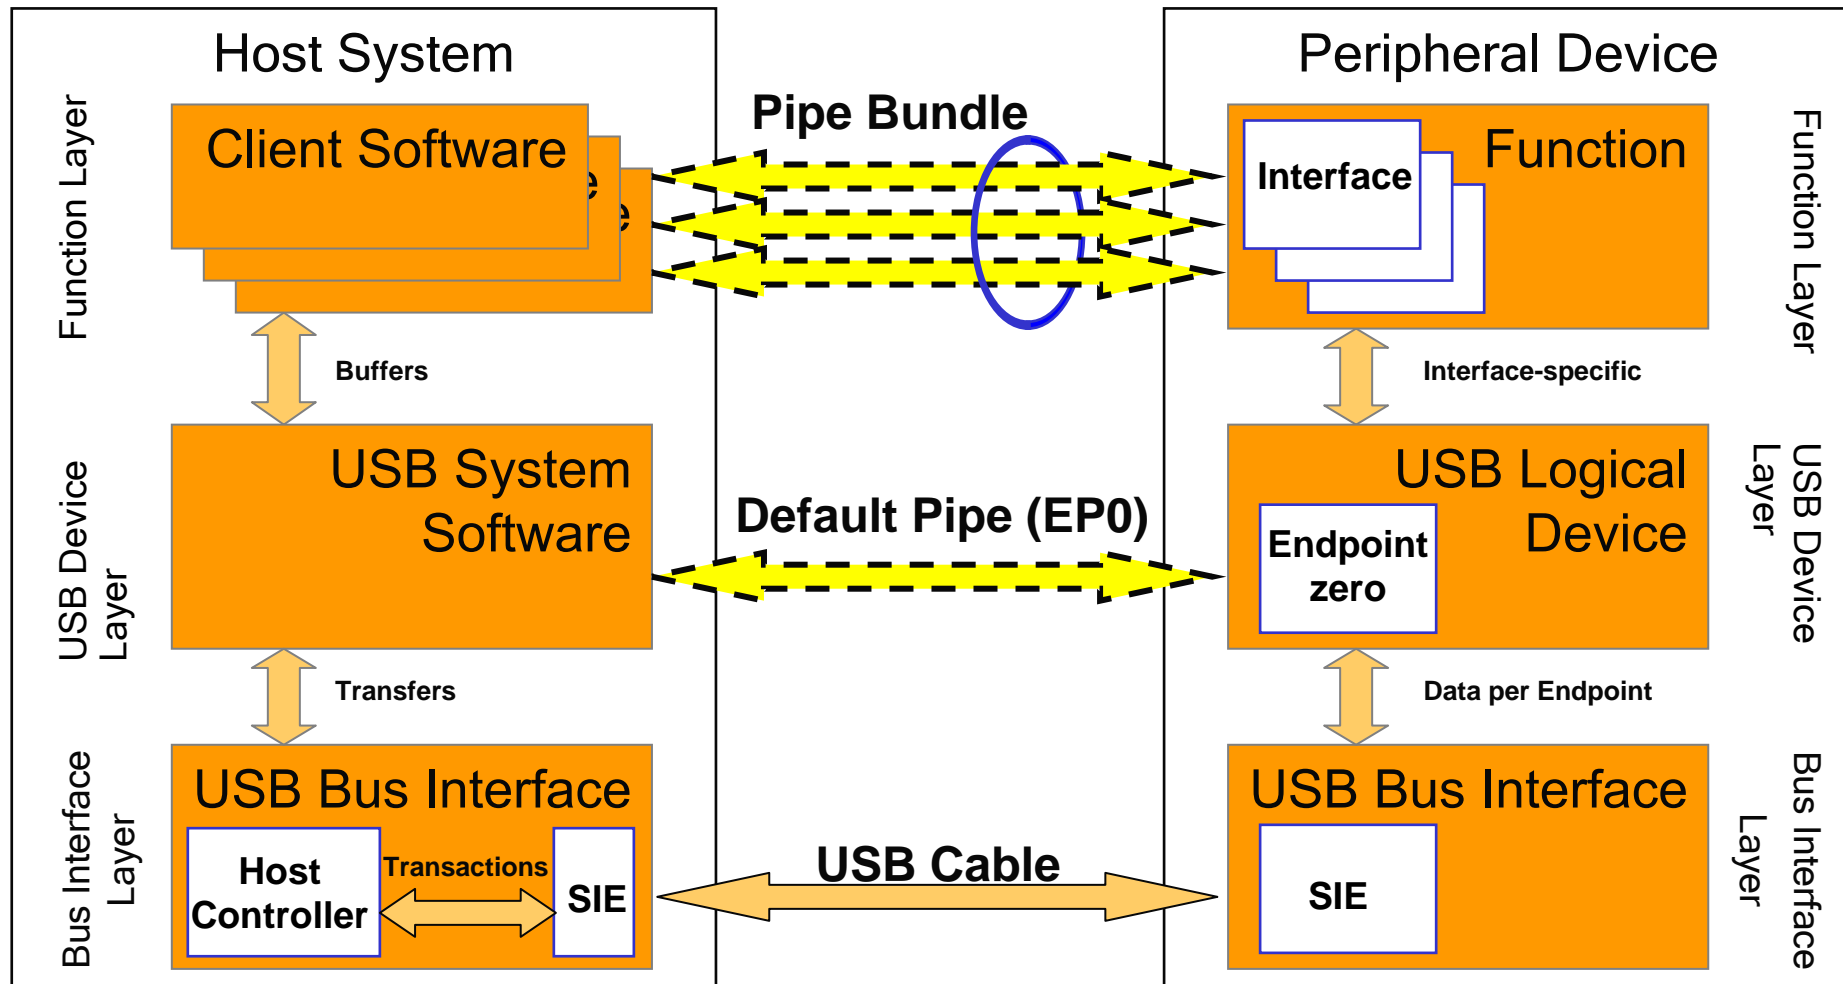 Host System
Peripheral Device
Function Layer
Client Software
e
e
Pipe Bundle
Interface
Function
Function Layer
Buffers
Interface-specific
USB Device
Layer
USB System
Software
Default Pipe (EP0)
USB Logical
Device
Endpoint
zero
USB Device
Layer
Transfers
Data per Endpoint
Bus Interface
Layer
USB Bus Interface
Host
Controller
Transactions
SIE
USB Cable
USB Bus Interface
SIE
Bus Interface
Layer